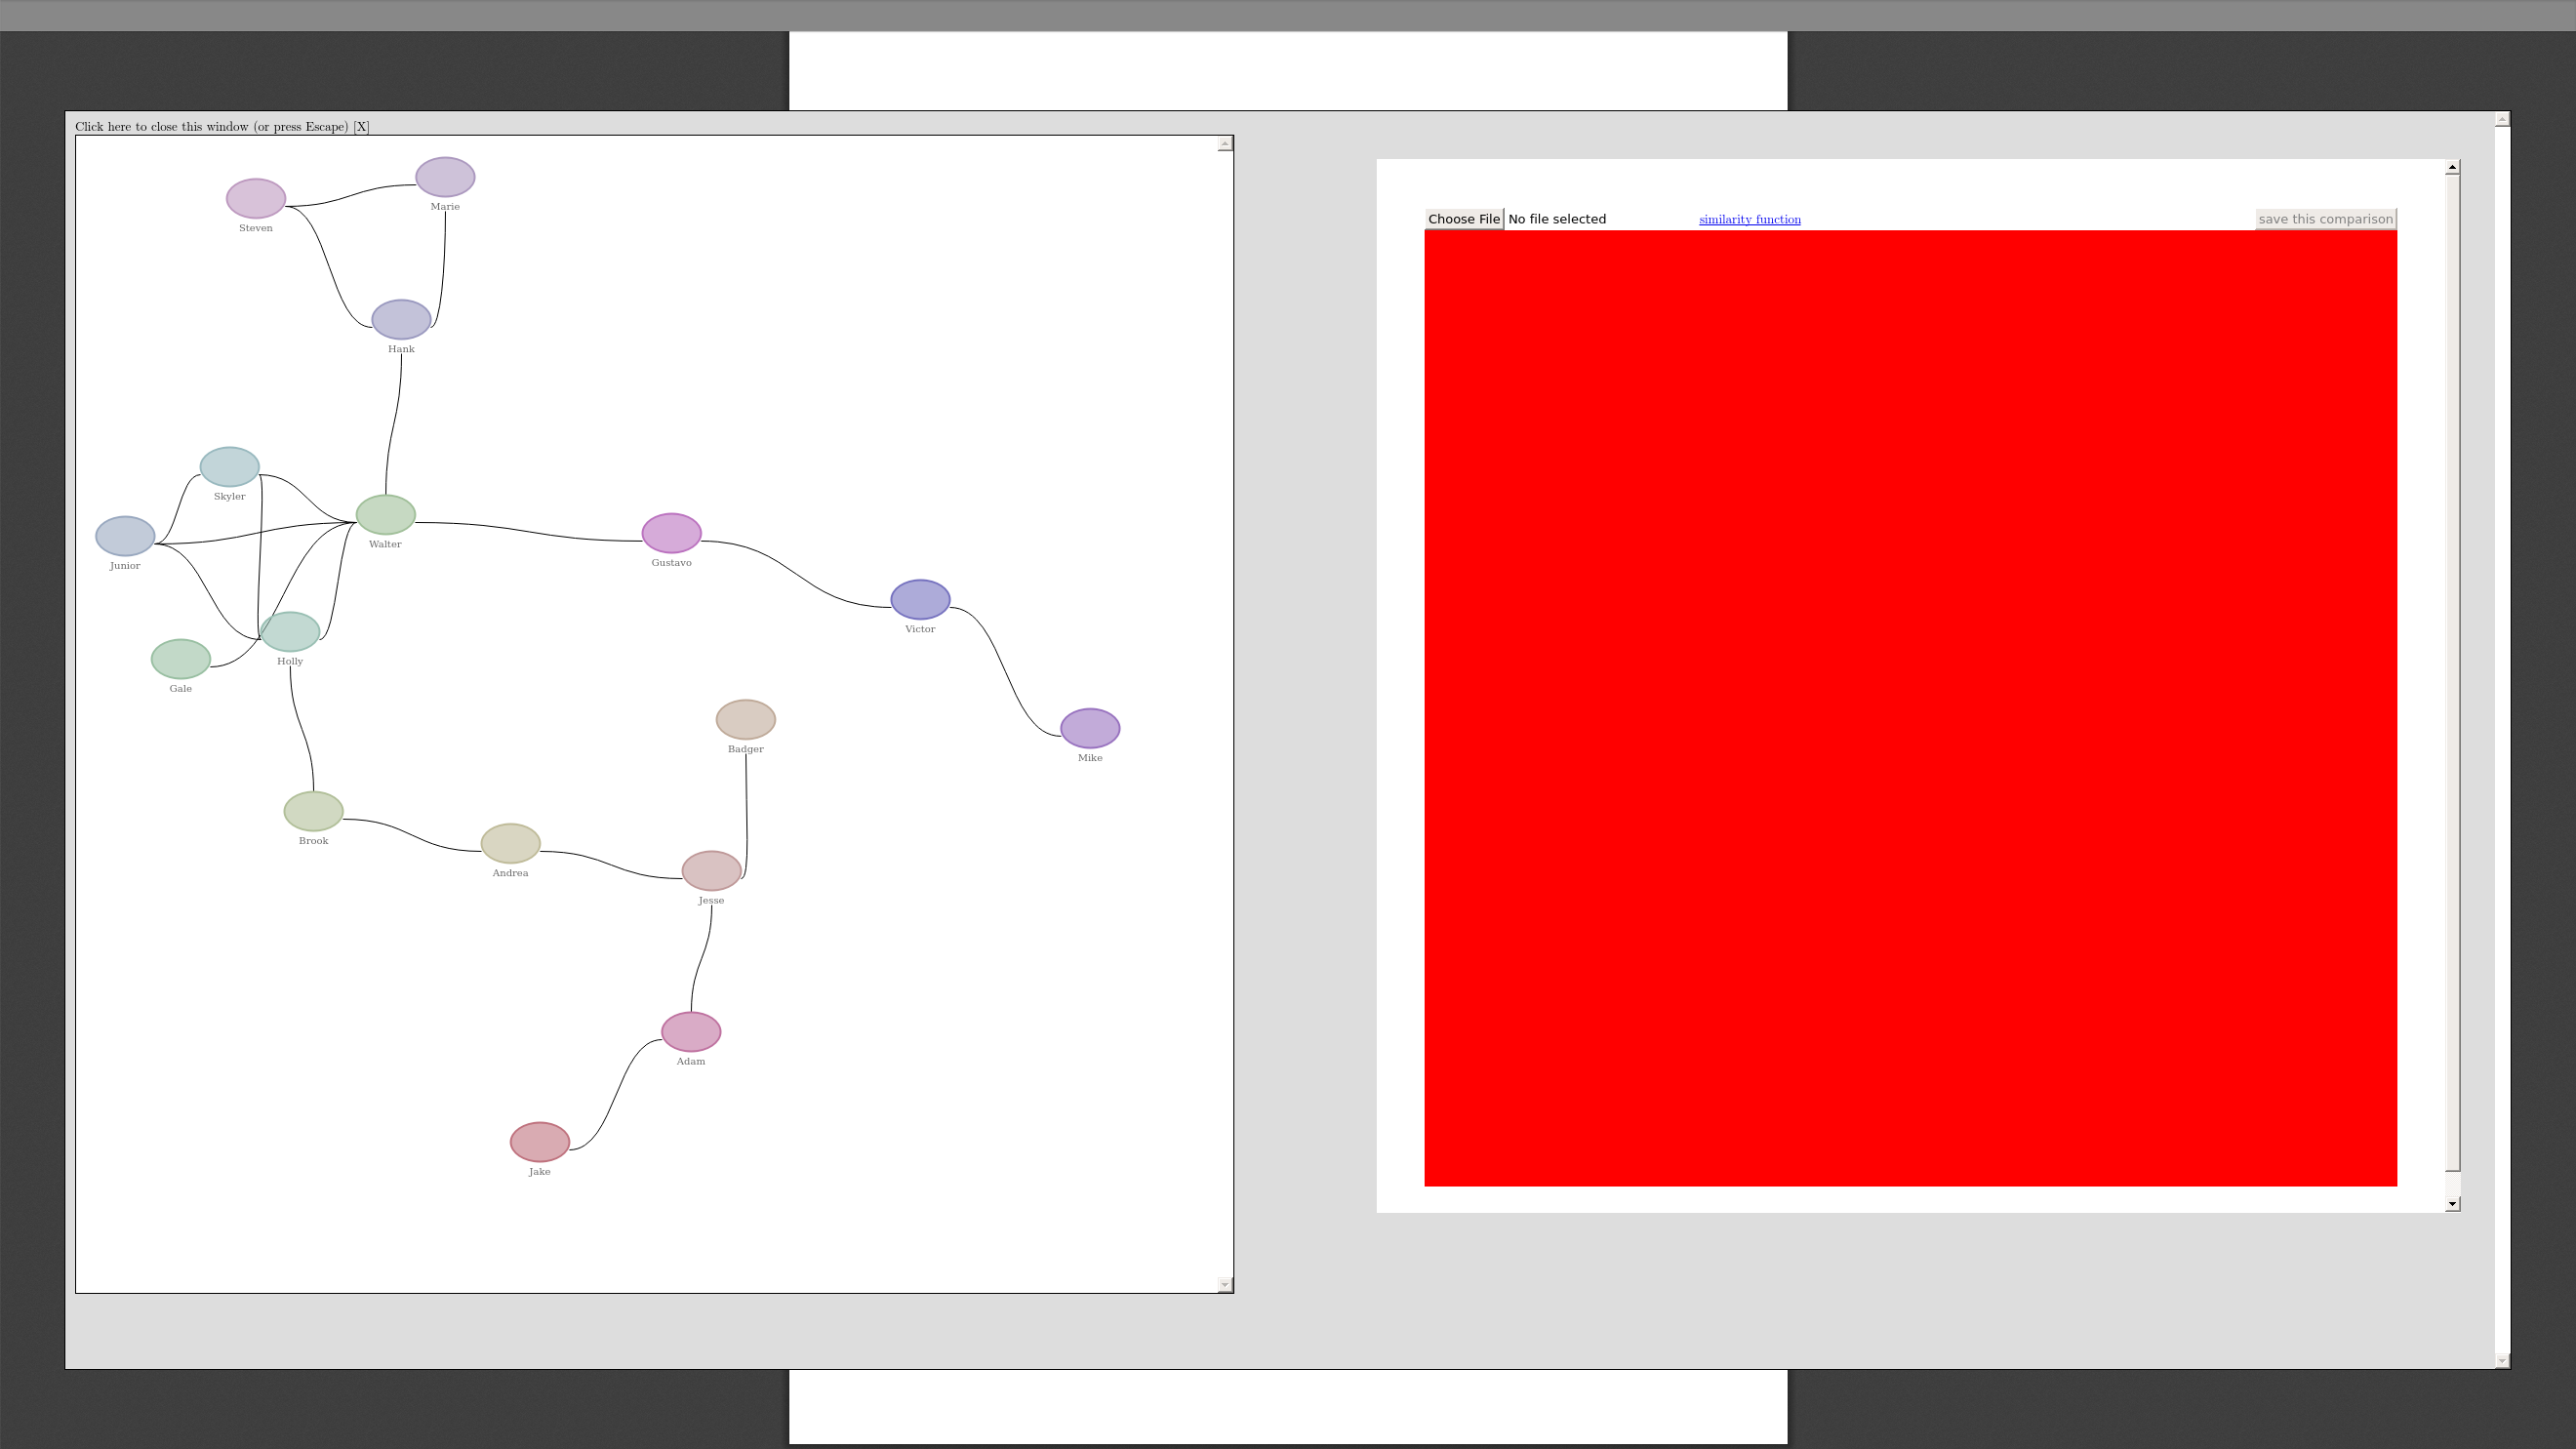 Click here to close this window (or press Escape) [X]
Marie
Steven
Hank
Skyler
Walter
Junior
Gustavo
Victor
Holly
Gale
Badger
Mike
Brook
Andrea
Jesse
Adam
Jake
Choose File No file selected similarity function save this comparison